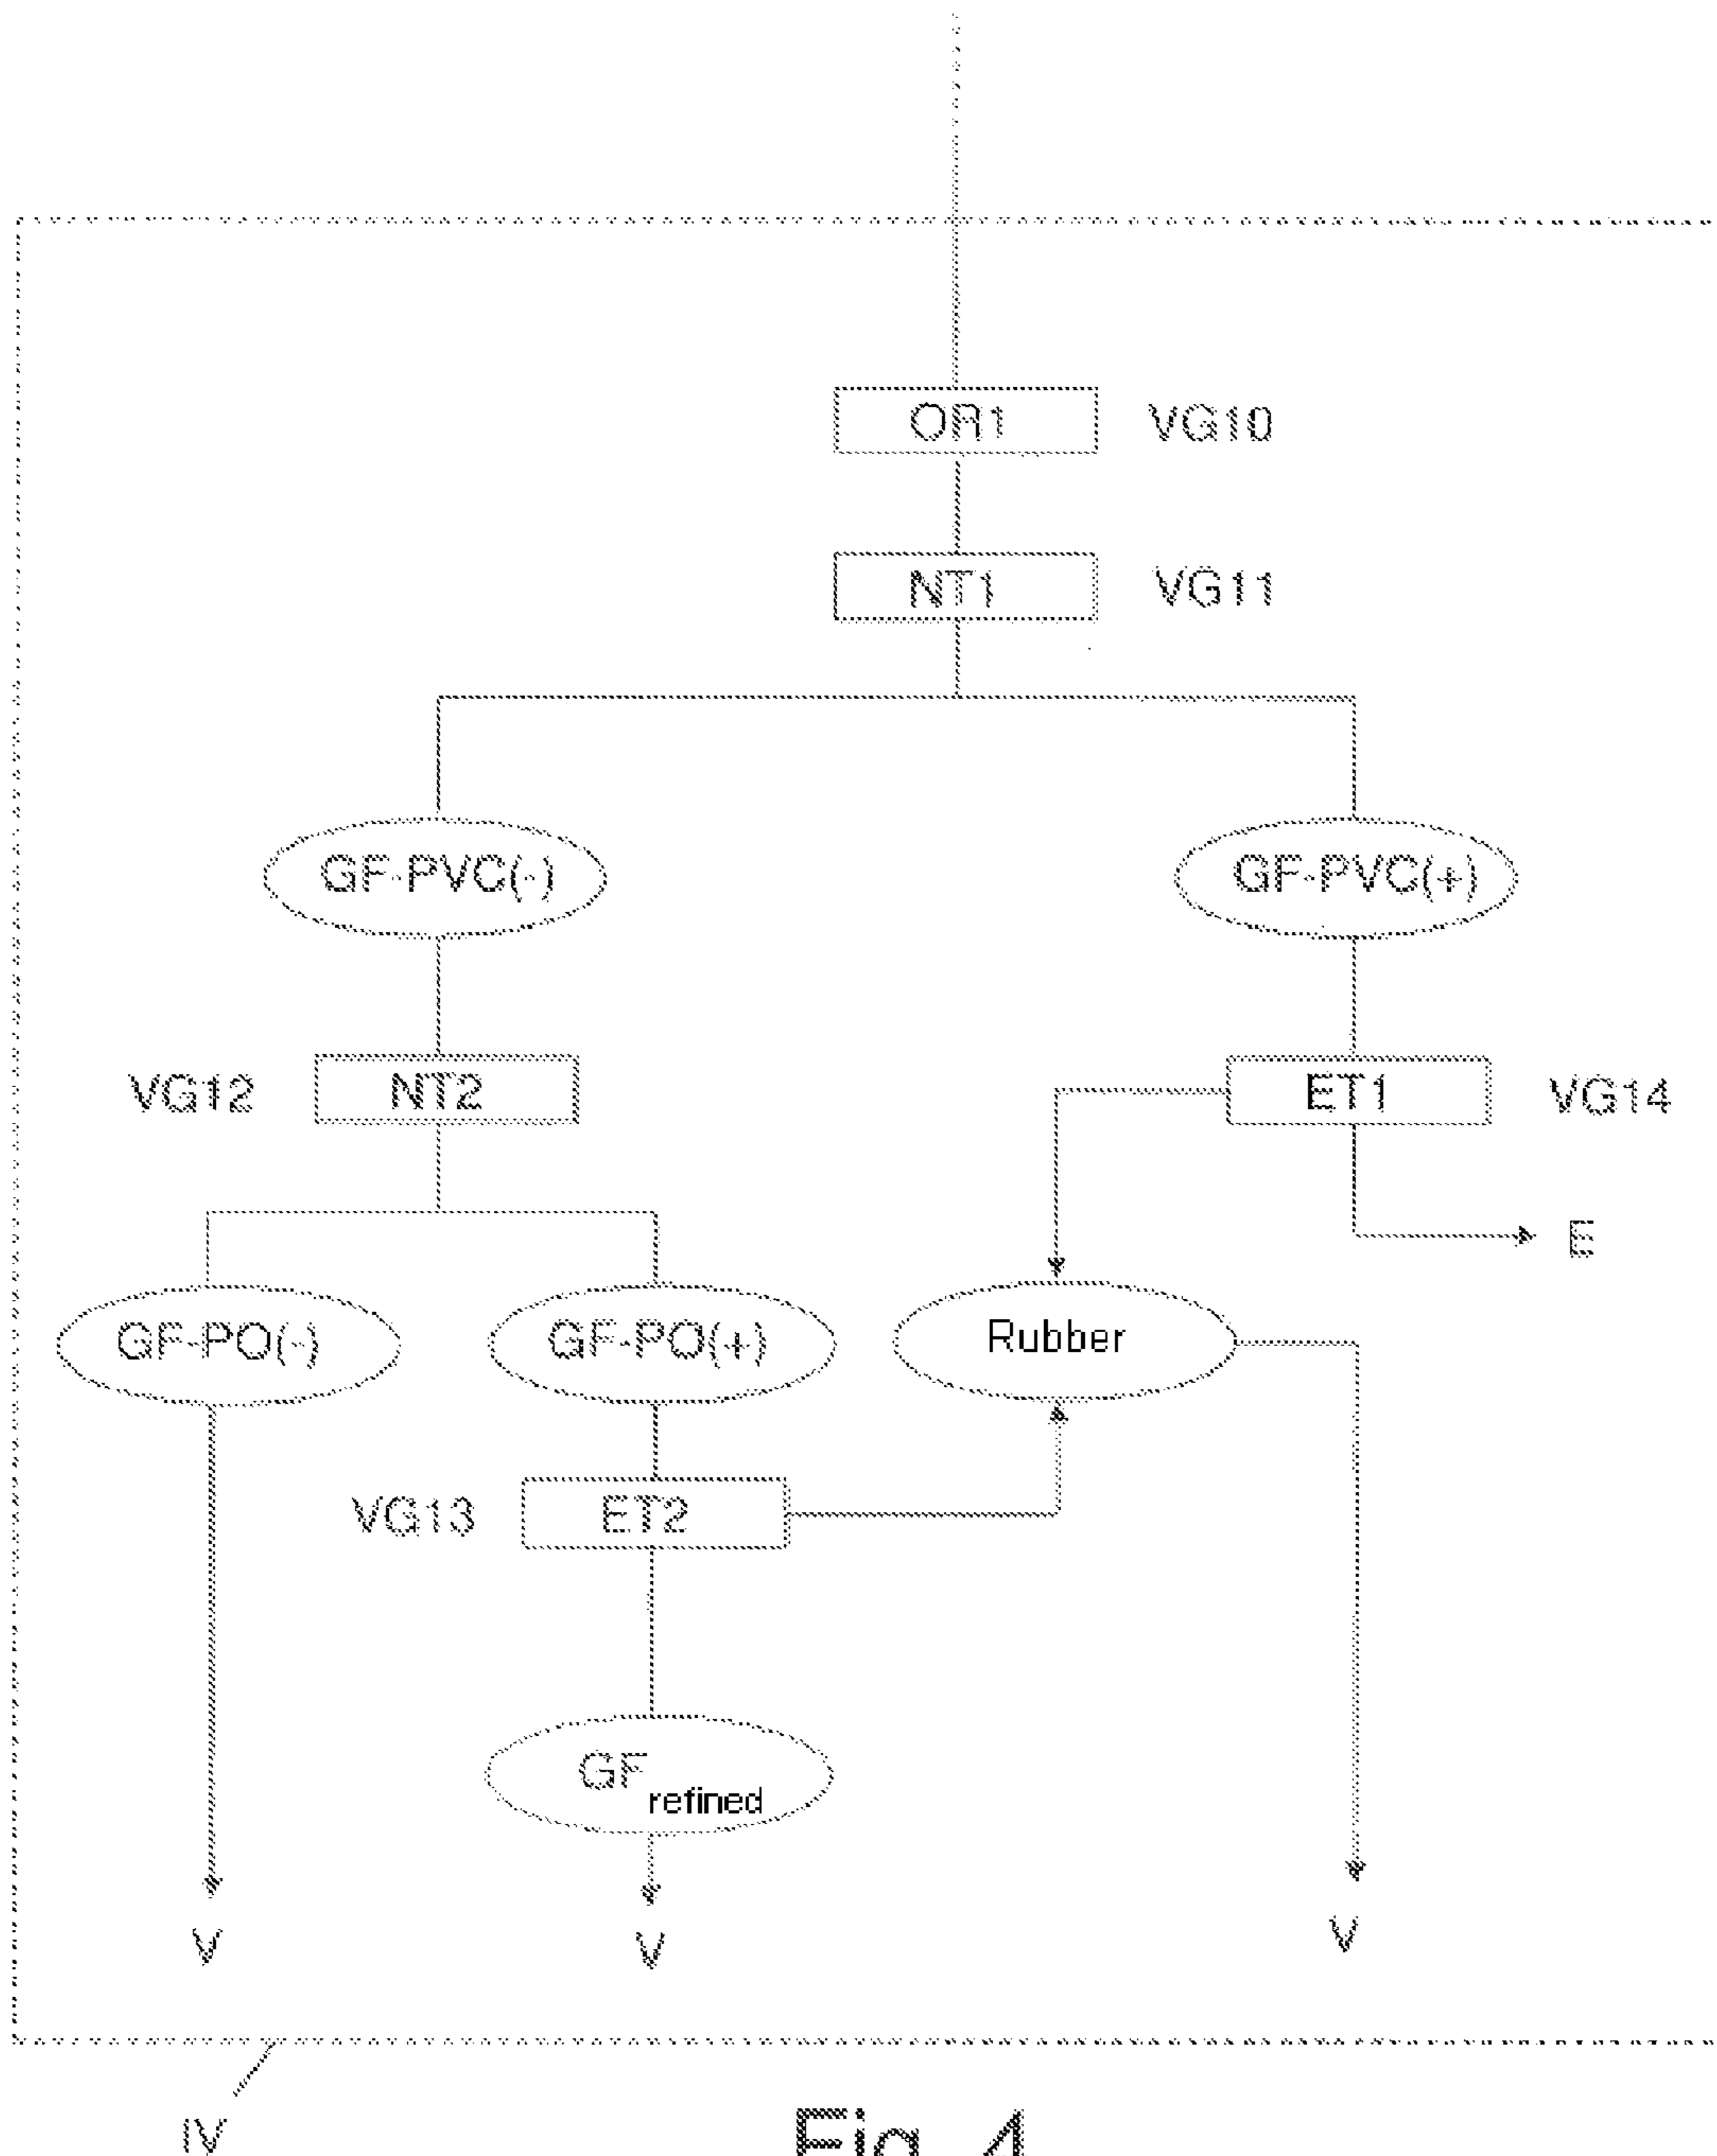 OR1 VG10
NT1 VG11
GF-PVC(-) GF-PVC(+)
VG12 NT2 ET1 VG14
E
GF-PO(-) GF-PO(+) Rubber
VG13 ET2
GF refined
V V V
IV
Fig. 4